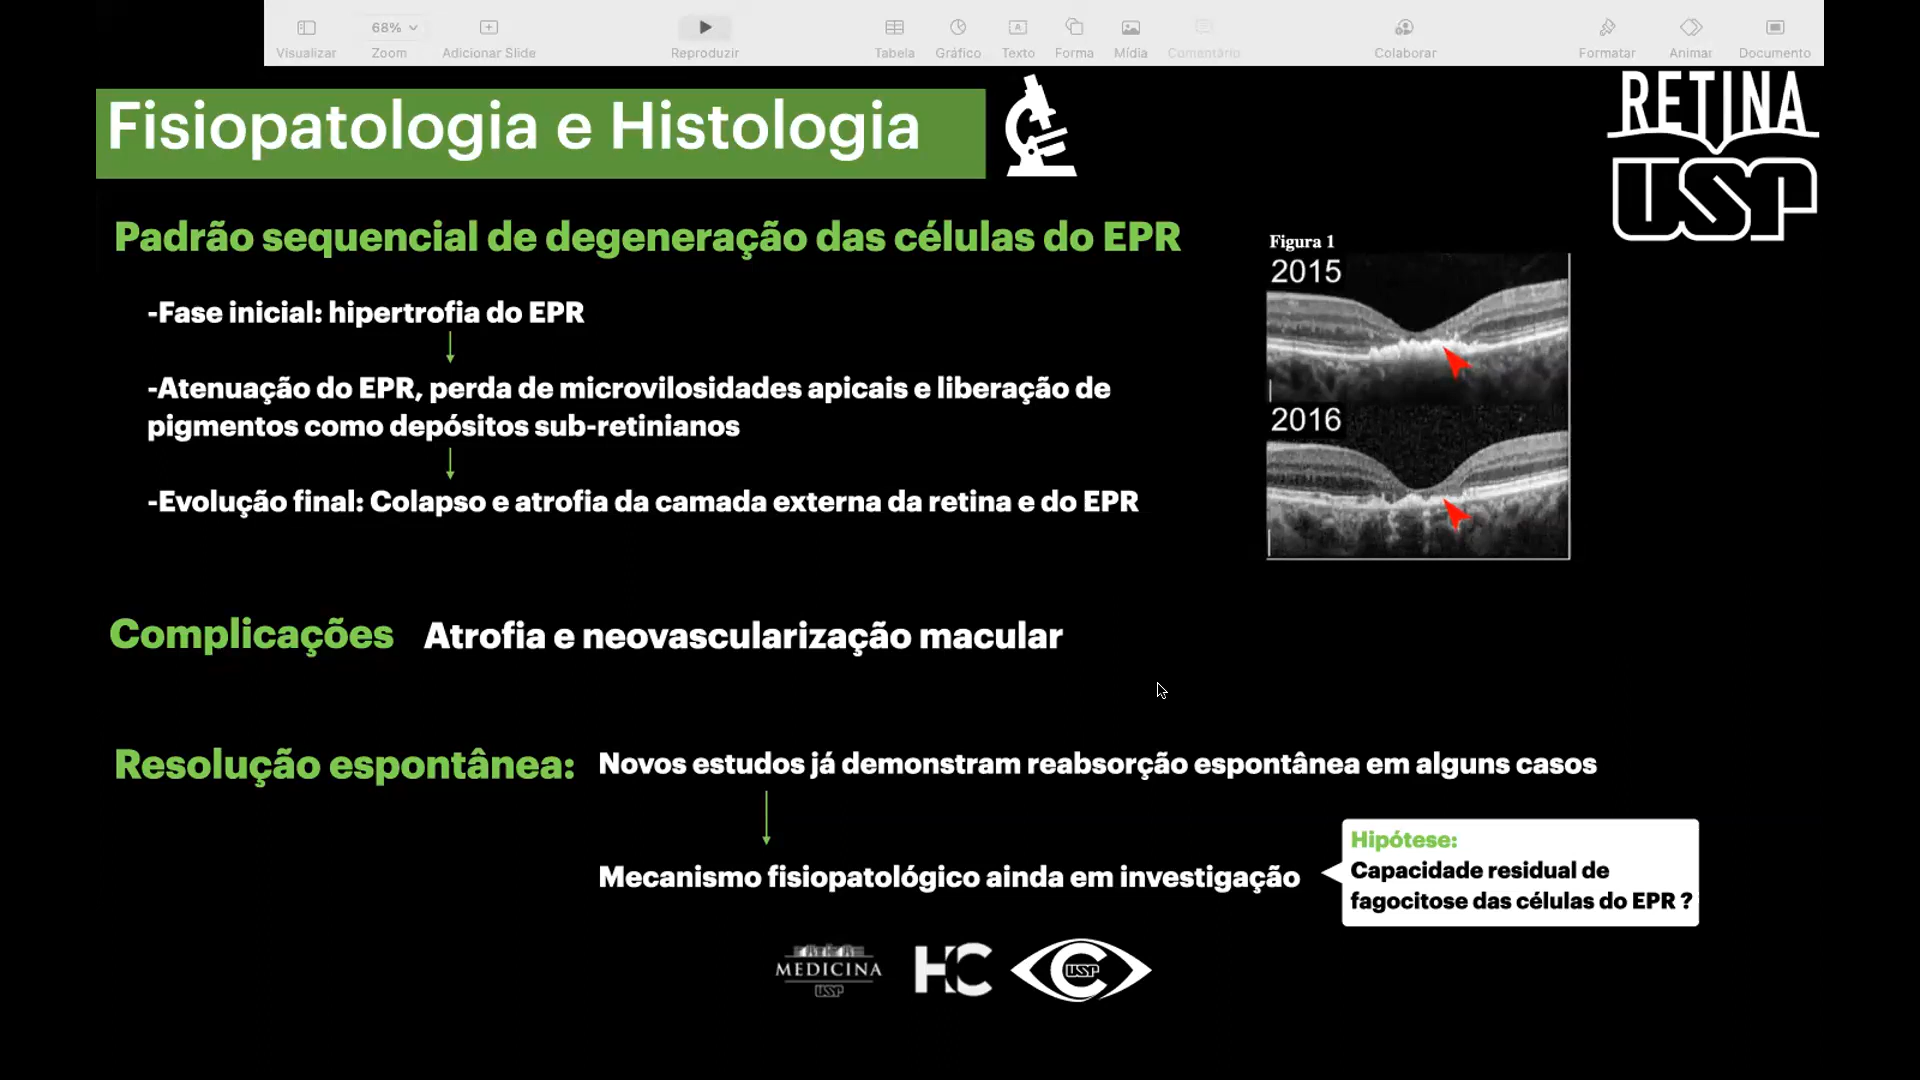 Visualizar
68%
Zoom
Adicionar Slide
Reproduzir
Tabela
Gráfico
Texto
Forma
Mídia
Comentário
Colaborar
Formatar
Animar
Documento
Fisiopatologia e Histologia
RETINA
USP
Padrão sequencial de degeneração das células do EPR
-Fase inicial: hipertrofia do EPR
-Atenuação do EPR, perda de microvilosidades apicais e liberação de
pigmentos como depósitos sub-retinianos
-Evolução final: Colapso e atrofia da camada externa da retina e do EPR
Figura 1
2015
2016
Complicações Atrofia e neovascularização macular
Resolução espontânea: Novos estudos já demonstram reabsorção espontânea em alguns casos
Mecanismo fisiopatológico ainda em investigação
Hipótese:
Capacidade residual de
fagocitose das células do EPR ?
MEDICINA
USP
HC
USP